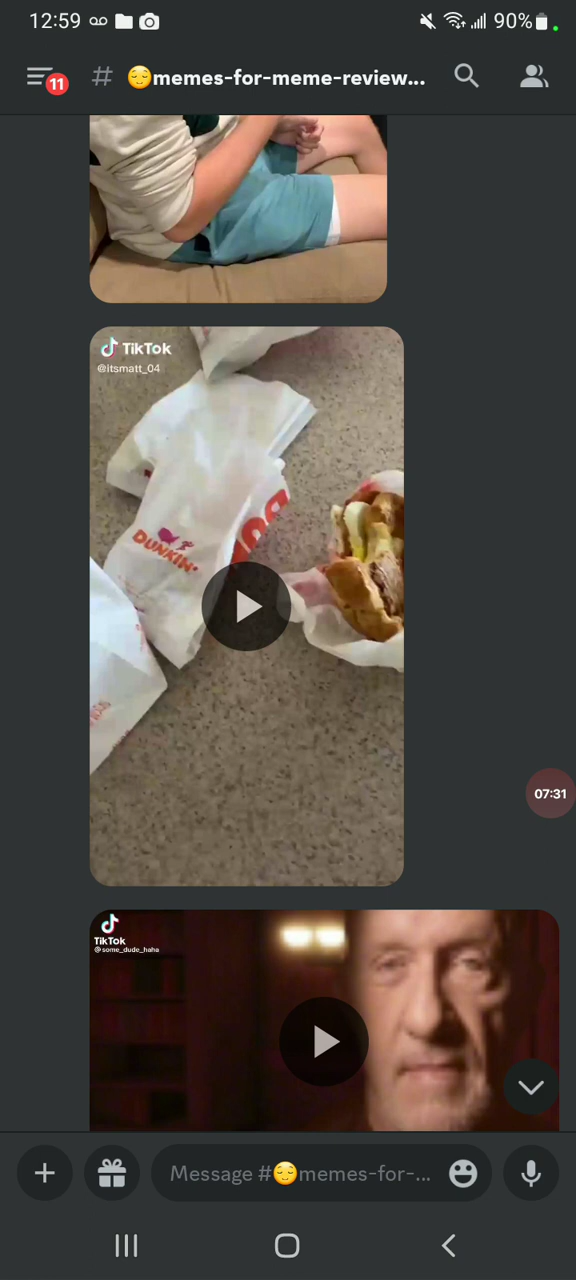 12:59
90%
11
# 😌memes-for-meme-review...
TikTok
@itsmatt_04
DUNKIN'
07:31
TikTok
@some_dude_haha
Message #😌memes-for-...